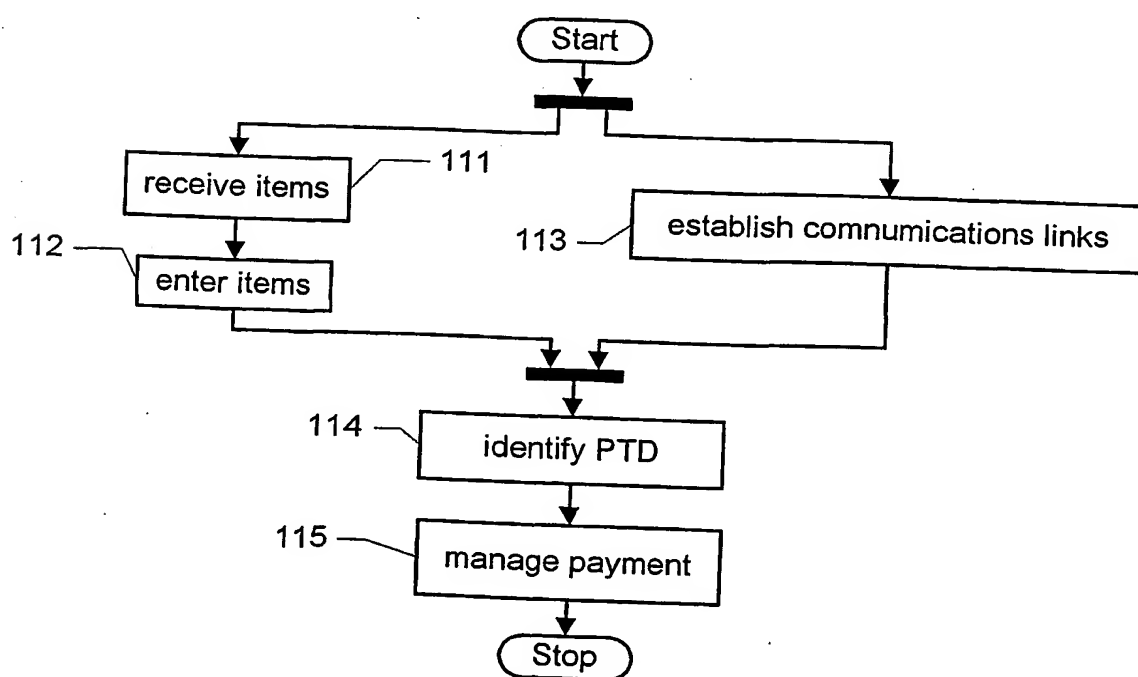 Start
receive items
111
establish comnumications links
113
112
enter items
identify PTD
114
manage payment
115
Stop